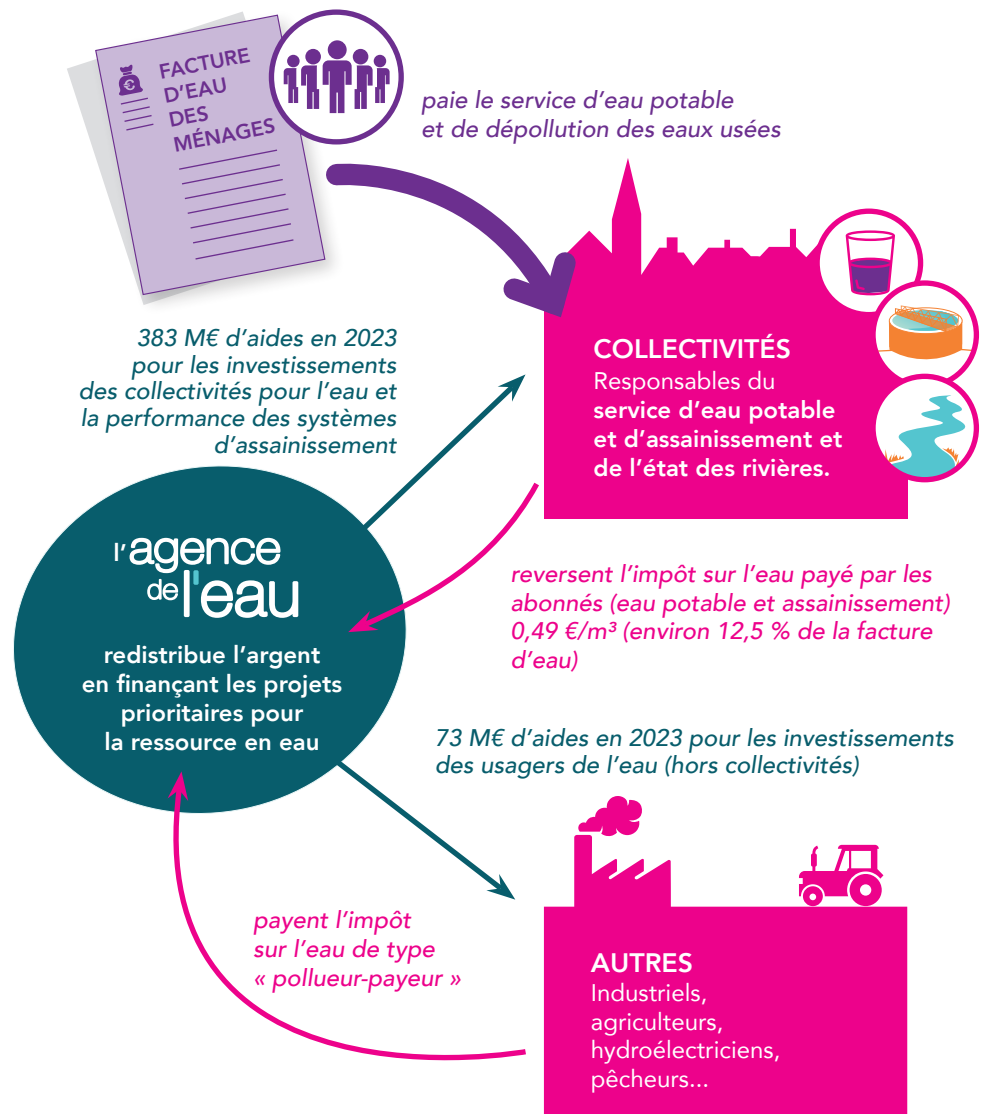 FACTURE
D'EAU
DES
MÉNAGES
€
paie le service d'eau potable
et de dépollution des eaux usées
383 M€ d'aides en 2023
pour les investissements
des collectivités pour l'eau et
la performance des systèmes
d'assainissement
COLLECTIVITÉS
Responsables du
service d'eau potable
et d'assainissement et
de l'état des rivières.
l'agence
de l'eau
redistribue l'argent
en finançant les projets
prioritaires pour
la ressource en eau
reversent l'impôt sur l'eau payé par les
abonnés (eau potable et assainissement)
0,49 €/m³ (environ 12,5 % de la facture
d'eau)
73 M€ d'aides en 2023 pour les investissements
des usagers de l'eau (hors collectivités)
payent l'impôt
sur l'eau de type
« pollueur-payeur »
AUTRES
Industriels,
agriculteurs,
hydroélectriciens,
pêcheurs...